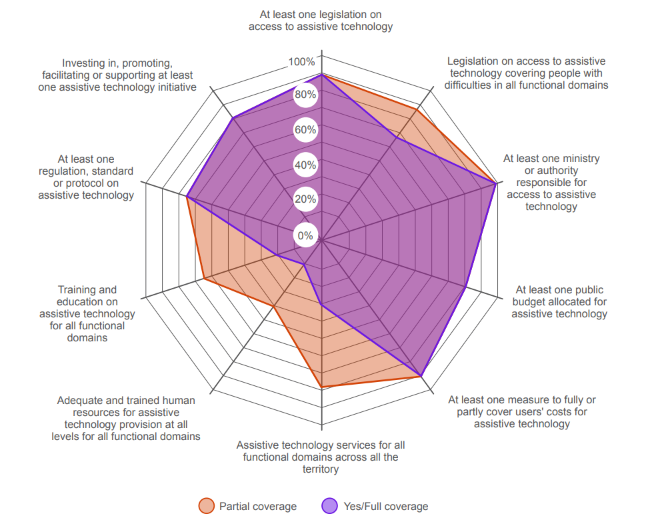 At least one legislation on
access to assistive tcehnology
Legislation on access to assistive
technology covering people with
difficulties in all functional domains
At least one ministry
or authority
responsible for
access to assistive
technology
At least one public
budget allocated for
assistive technology
At least one measure to fully or
partly cover users' costs for
assistive technology
Assistive technology services for all
functional domains across all the
territory
Adequate and trained human
resources for assistive
technology provision at all
levels for all functional domains
Training and
education on
assistive technology
for all functional
domains
At least one
regulation, standard
or protocol on
assistive technology
Investing in, promoting,
facilitating or supporting at least
one assistive technology initiative
100%
80%
60%
40%
20%
0%
Partial coverage
Yes/Full coverage